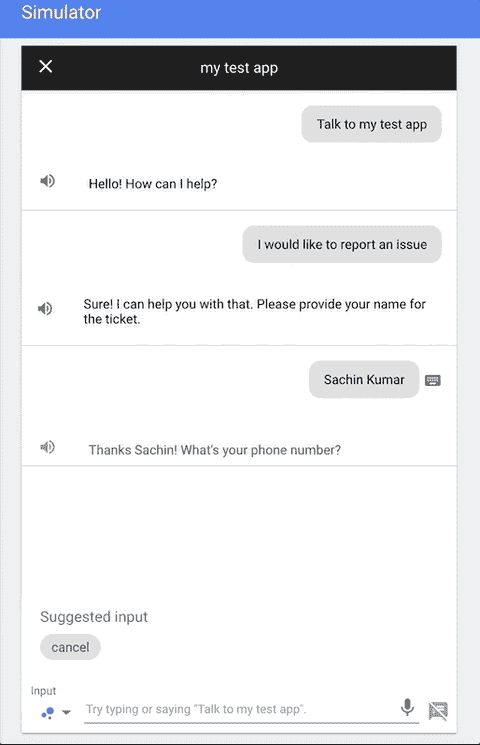 Simulator
my test app
Talk to my test app
Hello! How can I help?
I would like to report an issue
Sure! I can help you with that. Please provide your name for
the ticket.
Sachin Kumar
Thanks Sachin! What's your phone number?
Suggested input
cancel
Input
Try typing or saying "Talk to my test app".